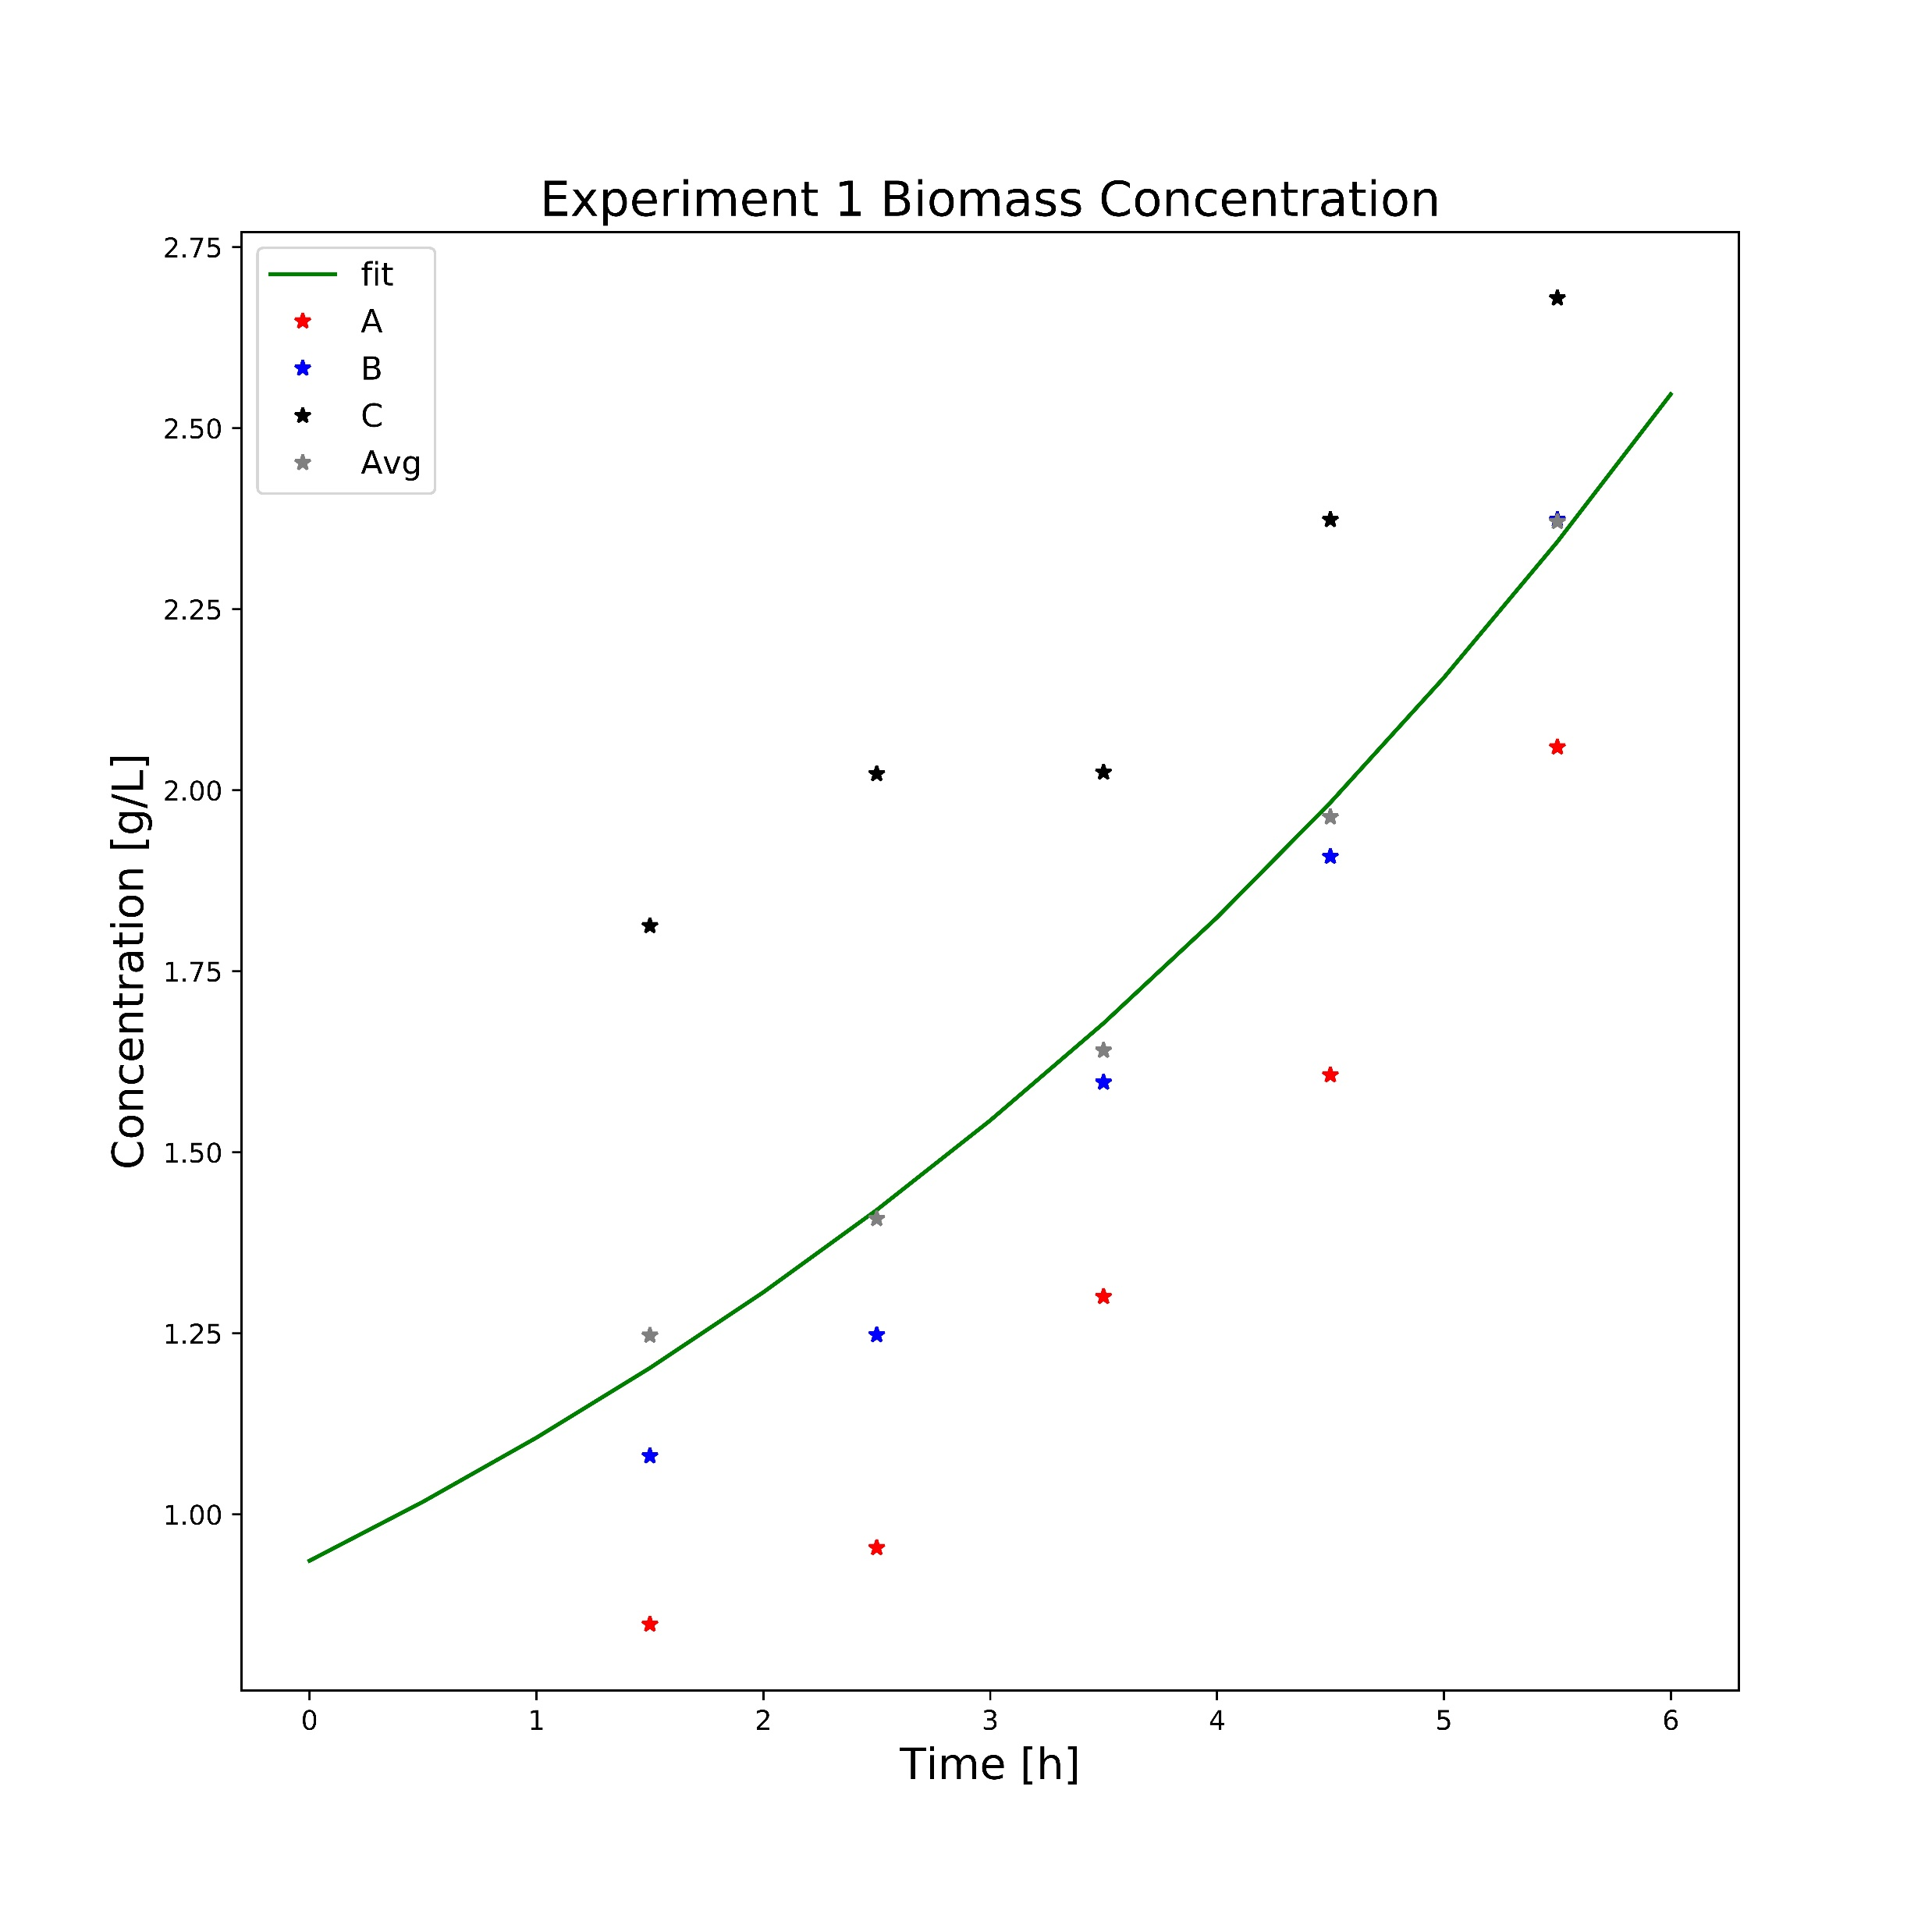 Experiment 1 Biomass Concentration
fit
A
B
C
Avg
Concentration [g/L]
2.75
2.50
2.25
2.00
1.75
1.50
1.25
1.00
0 1 2 3 4 5 6
Time [h]